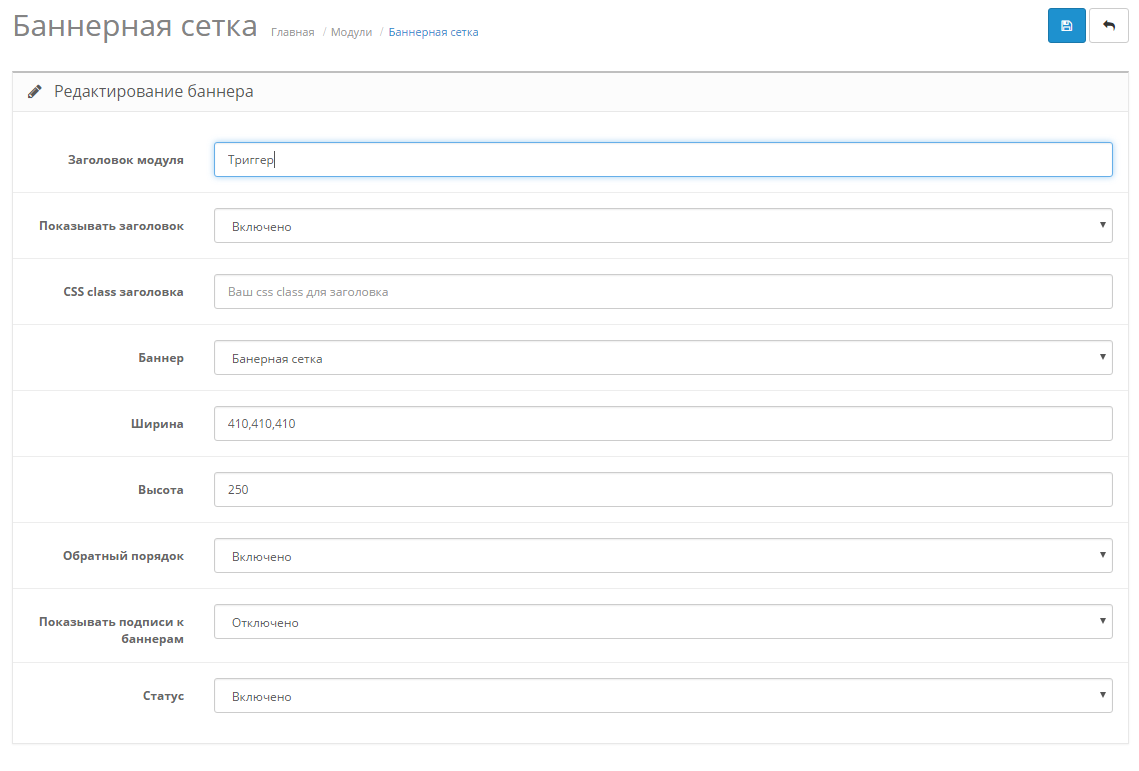 Баннерная сетка Главная / Модули / Баннерная сетка
Редактирование баннера
Заголовок модуля Триггер
Показывать заголовок Включено
CSS class заголовка Ваш css class для заголовка
Баннер Банерная сетка
Ширина 410,410,410
Высота 250
Обратный порядок Включено
Показывать подписи к
баннерам Отключено
Статус Включено